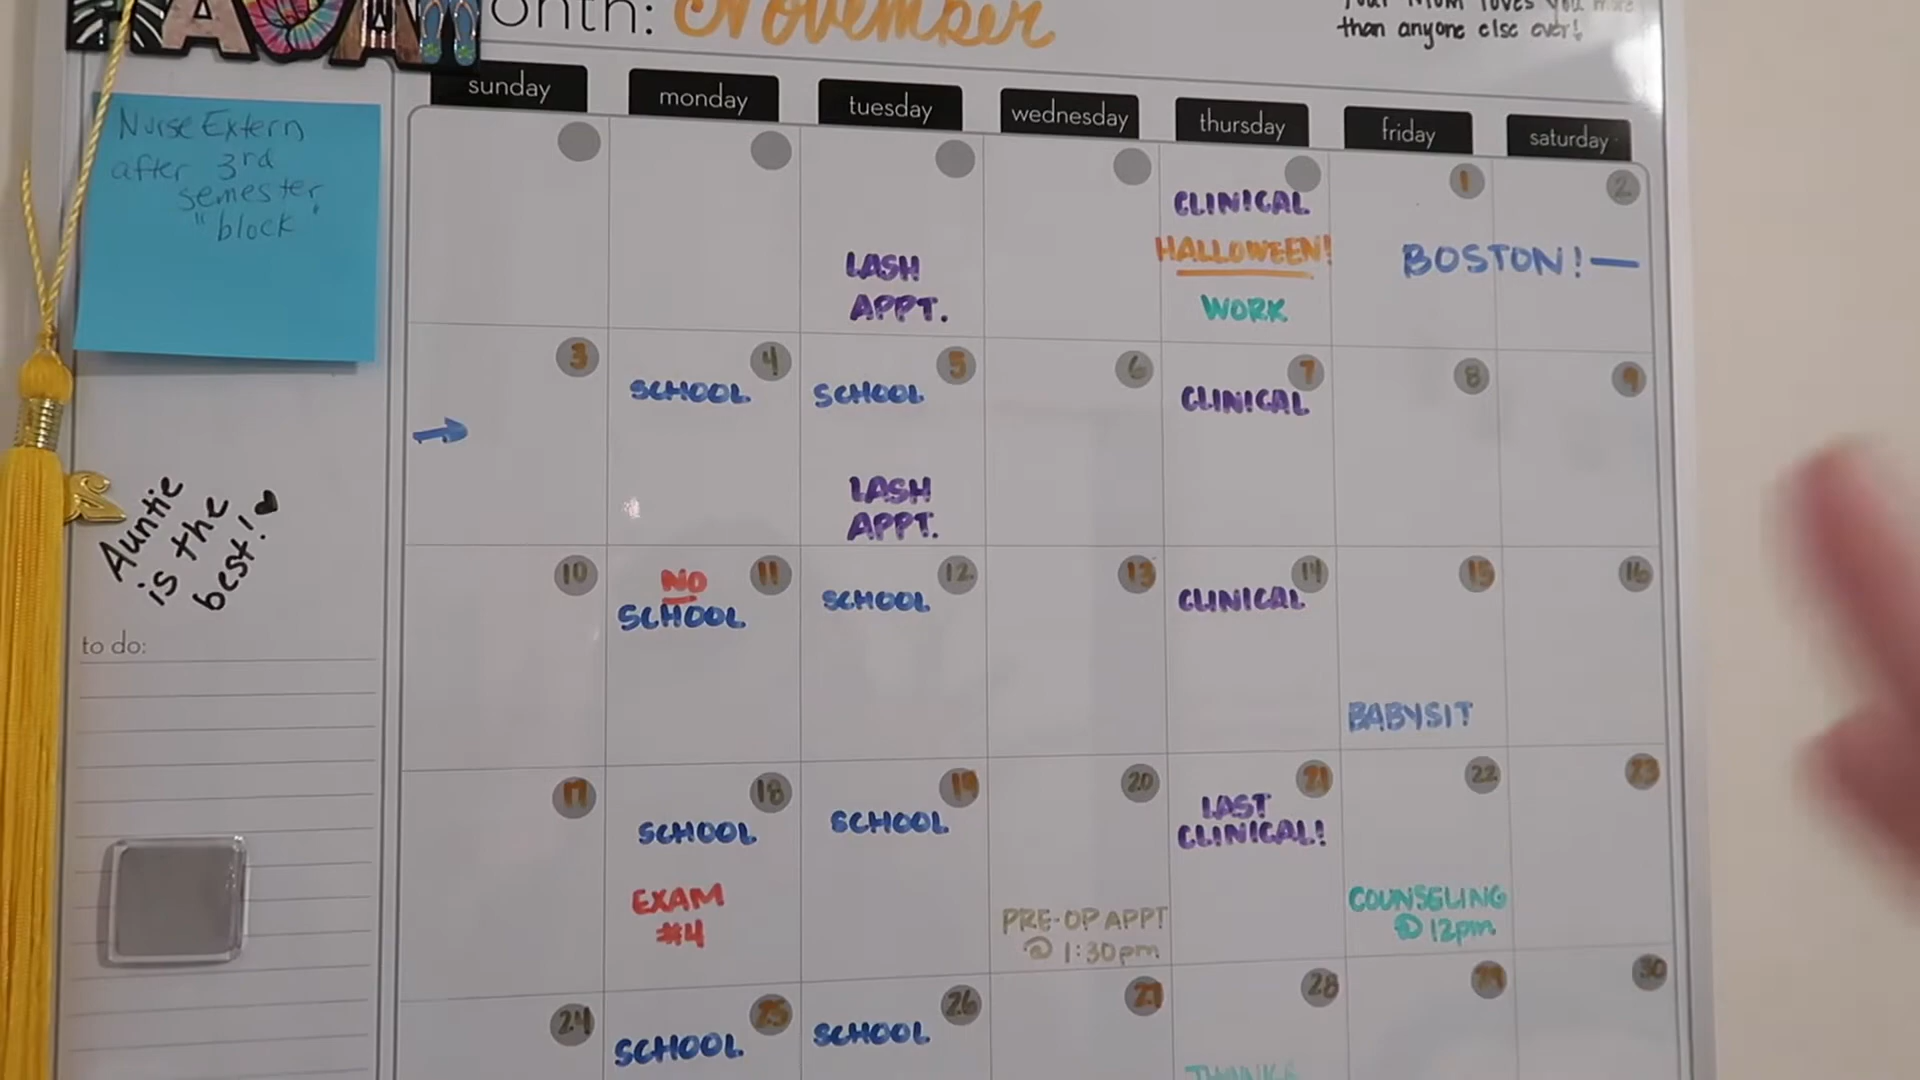 onth: November
than anyone else ever!
sunday monday tuesday wednesday thursday friday saturday
Nurse Extern
after 3rd
semester
"block"
Auntie
is the
best!
to do:
LASH
APPT.
CLINICAL
HALLOWEEN!
WORK
1
2
BOSTON!
3
4
SCHOOL
5
SCHOOL
LASH
APPT.
6
7
CLINICAL
8
9
10
11
NO
SCHOOL
12
SCHOOL
13
14
CLINICAL
15
BABYSIT
16
17
18
SCHOOL
EXAM
#4
19
SCHOOL
20
PRE-OP APPT
@ 1:30pm
21
LAST
CLINICAL!
22
COUNSELING
@ 12pm
23
24
25
SCHOOL
26
SCHOOL
27
28
THANKS
29
30